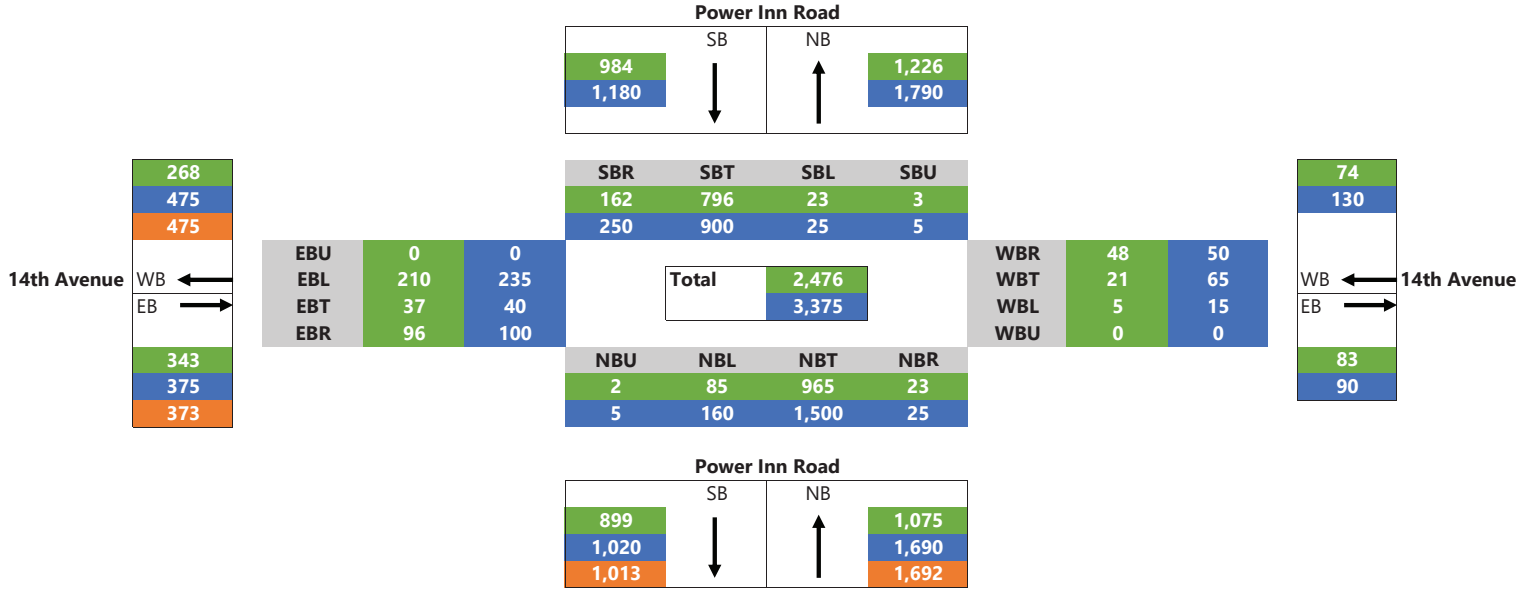 Power Inn Road
SB NB
984 1,226
1,180 1,790
268 SBR SBT SBL SBU 74
475 162 796 23 3 130
475 250 900 25 5
EBU 0 0 WBR 48 50
14th Avenue WB EBL 210 235 Total 2,476 WBT 21 65 WB 14th Avenue
EB EBT 37 40 3,375 WBL 5 15 EB
EBR 96 100 WBU 0 0
343 NBU NBL NBT NBR 83
375 2 85 965 23 90
373 5 160 1,500 25
Power Inn Road
SB NB
899 1,075
1,020 1,690
1,013 1,692